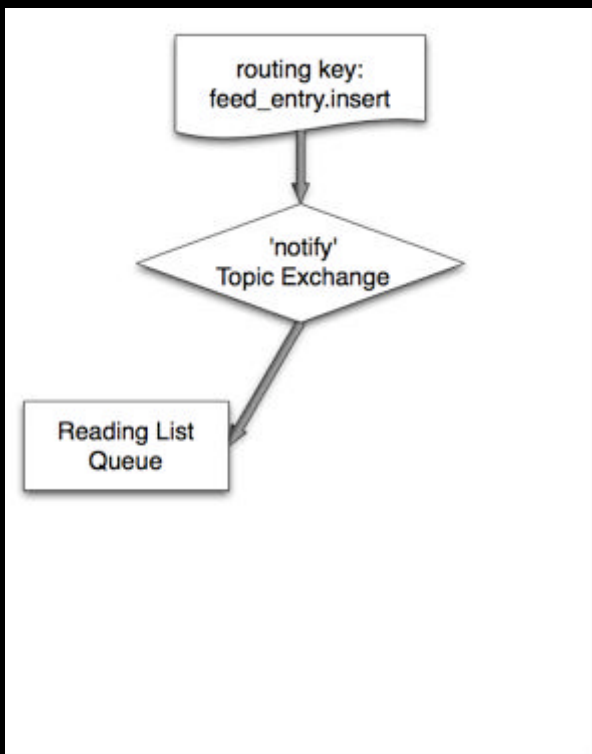 routing key:
feed_entry.insert
'notify'
Topic Exchange
Reading List
Queue